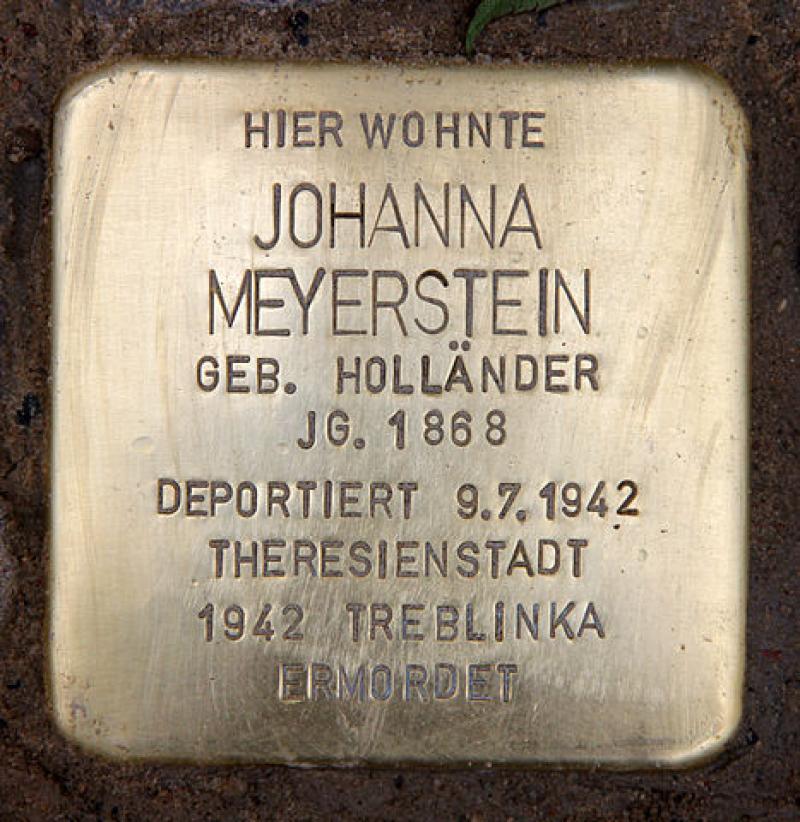 HIER WOHNTE
JOHANNA
MEYERSTEIN
GEB. HOLLÄNDER
JG. 1868
DEPORTIERT 9.7.1942
THERESIENSTADT
1942 TREBLINKA
ERMORDET